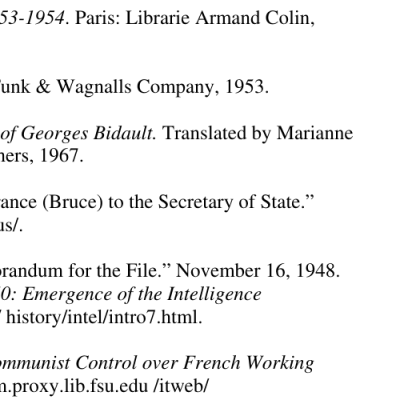 53-1954. Paris: Librarie Armand Colin,
unk & Wagnalls Company, 1953.
of Georges Bidault. Translated by Marianne
ners, 1967.
ance (Bruce) to the Secretary of State.”
us/.
orandum for the File.” November 16, 1948.
0: Emergence of the Intelligence
/ history/intel/intro7.html.
ommunist Control over French Working
m.proxy.lib.fsu.edu /itweb/